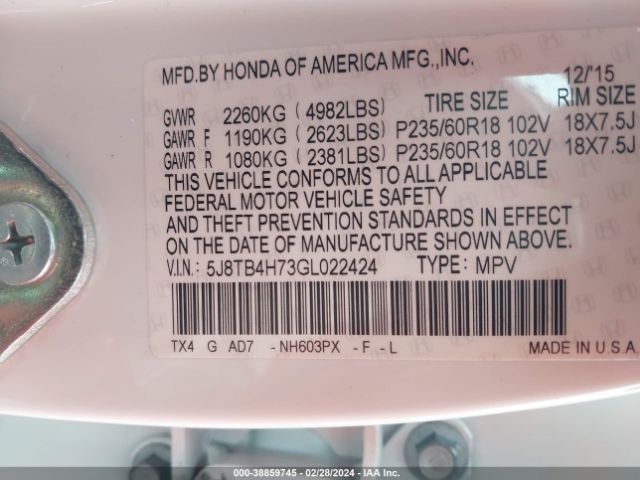 MFD.BY HONDA OF AMERICA MFG.,INC.
12/'15
TIRE SIZE RIM SIZE
GVWR 2260KG (4982LBS)
GAWR F 1190KG (2623LBS) P235/60R18 102V 18X7.5J
GAWR R 1080KG (2381LBS) P235/60R18 102V 18X7.5J
THIS VEHICLE CONFORMS TO ALL APPLICABLE
FEDERAL MOTOR VEHICLE SAFETY
AND THEFT PREVENTION STANDARDS IN EFFECT
ON THE DATE OF MANUFACTURE SHOWN ABOVE.
V.I.N.: 5J8TB4H73GL022424 TYPE: MPV
TX4 G AD7 - NH603PX - F - L MADE IN U.S.A.
000-38859745 - 02/28/2024 - IAA Inc.